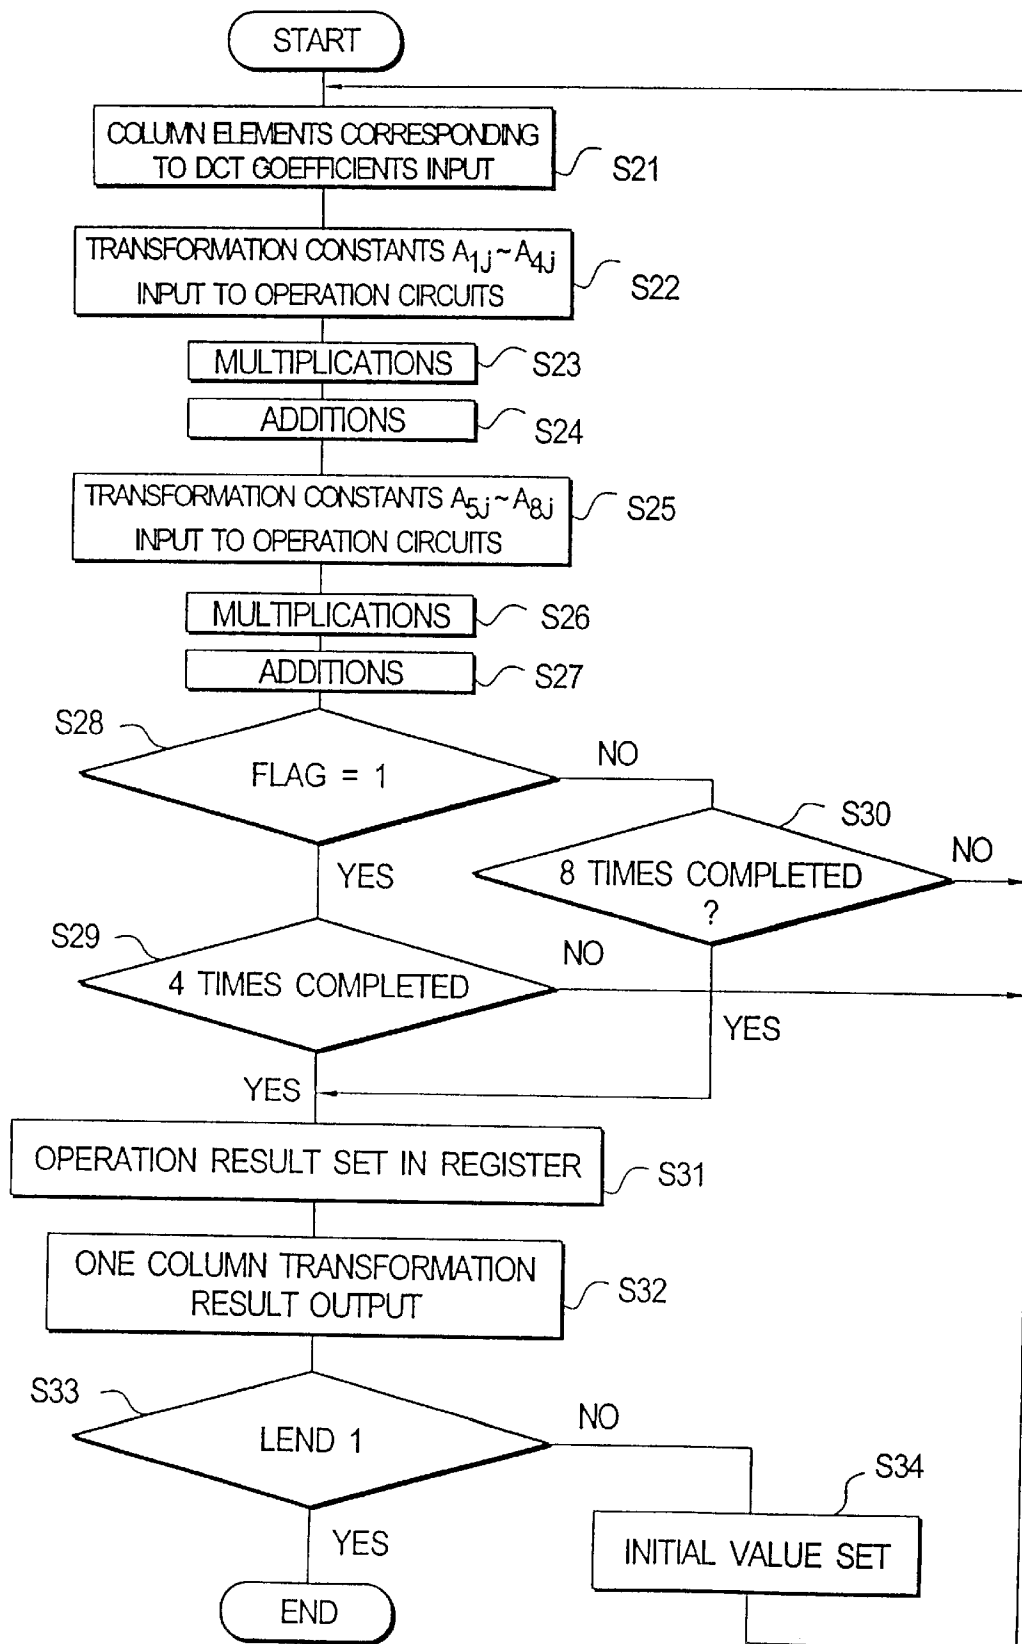 START
COLUMN ELEMENTS CORRESPONDING
TO DCT COEFFICIENTS INPUT
S21
TRANSFORMATION CONSTANTS A1j ~ A4j
INPUT TO OPERATION CIRCUITS
S22
MULTIPLICATIONS
S23
ADDITIONS
S24
TRANSFORMATION CONSTANTS A5j ~ A8j
INPUT TO OPERATION CIRCUITS
S25
MULTIPLICATIONS
S26
ADDITIONS
S27
S28
FLAG = 1
NO
YES
S30
8 TIMES COMPLETED
?
NO
YES
S29
4 TIMES COMPLETED
NO
YES
OPERATION RESULT SET IN REGISTER
S31
ONE COLUMN TRANSFORMATION
RESULT OUTPUT
S32
S33
LEND 1
NO
YES
S34
INITIAL VALUE SET
END